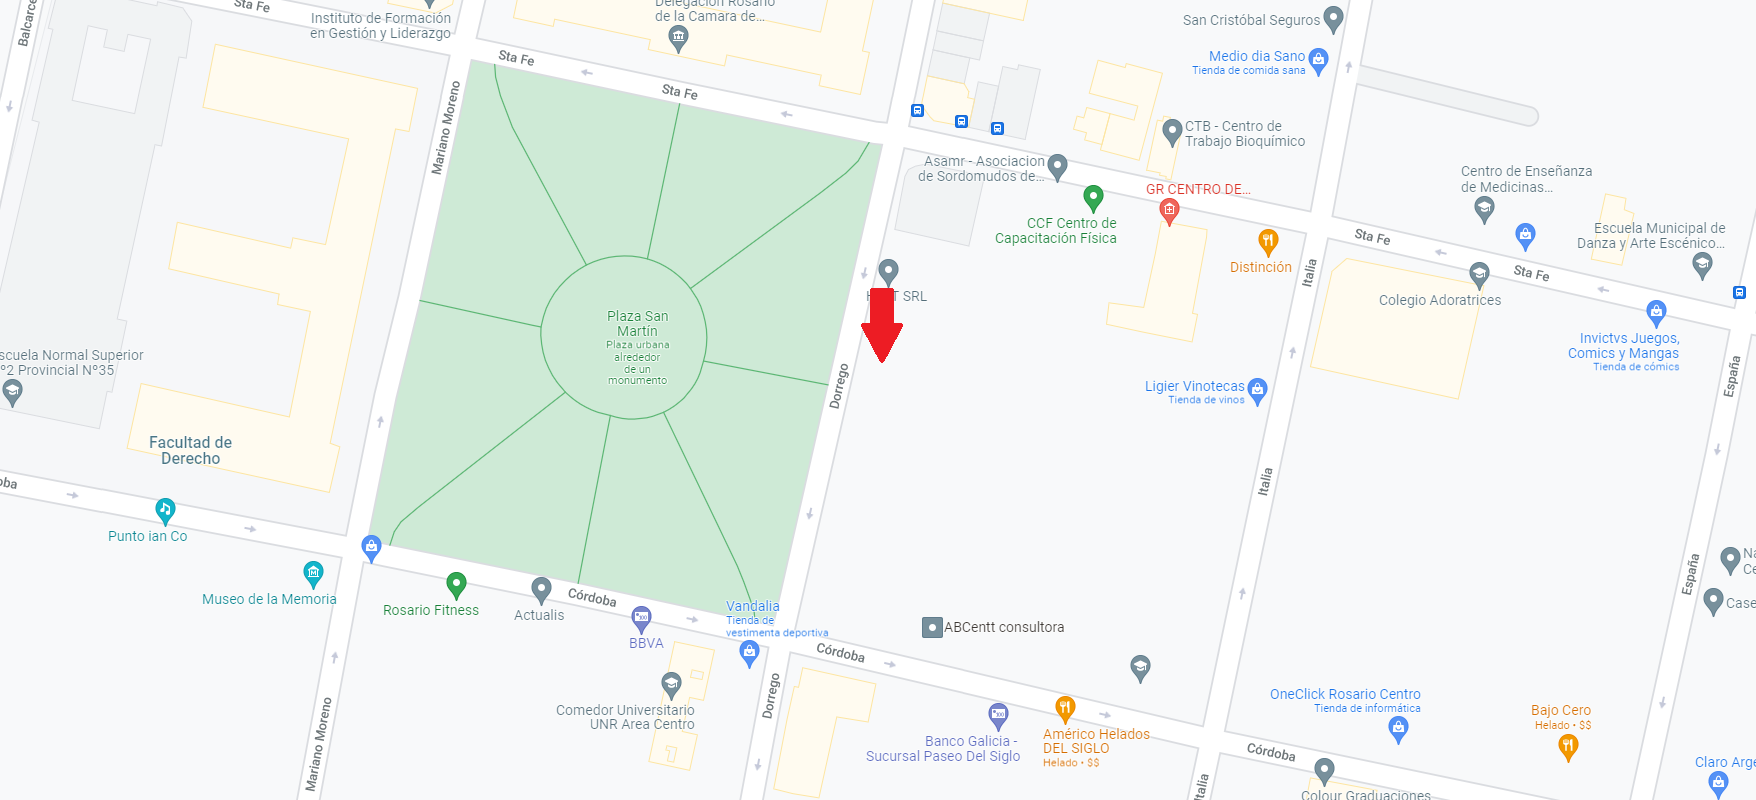 Sta Fe
Instituto de Formación
en Gestión y Liderazgo
Delegación Rosario
de la Camara de...
San Cristóbal Seguros
Medio dia Sano
Tienda de comida sana
Balcarce
Sta Fe
Sta Fe
Mariano Moreno
CTB - Centro de
Trabajo Bioquímico
Asamr - Asociacion
de Sordomudos de...
GR CENTRO DE...
CCF Centro de
Capacitación Física
Distinción
Centro de Enseñanza
de Medicinas...
Escuela Municipal de
Danza y Arte Escénico...
Sta Fe
Sta Fe
Italia
Colegio Adoratrices
SRL
Plaza San
Martín
Plaza urbana
alrededor
de un
monumento
Invictvs Juegos,
Comics y Mangas
Tienda de cómics
scuela Normal Superior
º2 Provincial Nº35
Dorrego
Ligier Vinotecas
Tienda de vinos
España
Facultad de
Derecho
oba
Italia
Punto ian Co
Museo de la Memoria
Rosario Fitness
Actualis
Córdoba
BBVA
Vandalia
Tienda de
vestimenta deportiva
ABCentt consultora
España
Na
Ce
Case
Córdoba
Comedor Universitario
UNR Area Centro
Dorrego
Mariano Moreno
Banco Galicia -
Sucursal Paseo Del Siglo
Américo Helados
DEL SIGLO
Helado • $$
OneClick Rosario Centro
Tienda de informática
Bajo Cero
Helado • $$
Córdoba
Italia
Colour Graduaciones
Claro Arge